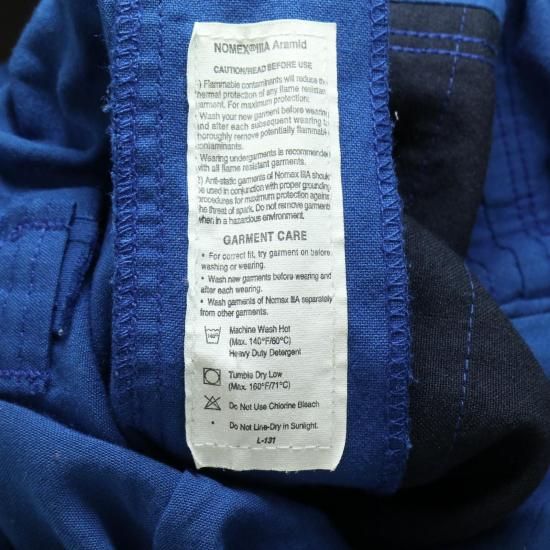 NOMEX®IIIA Aramid
CAUTION/READ BEFORE USE
1) Flammable contaminants will reduce the
thermal protection of any flame resistant
garment. For maximum protection:
• Wash your new garment before wearing
and after each subsequent wearing to
thoroughly remove potentially flammable
contaminants.
• Wearing undergarments is recommended
with all flame resistant garments.
2) Anti-static garments of Nomax IIIA should
be used in conjunction with proper grounding
procedures for maximum protection against
the threat of spark. Do not remove garments
when in a hazardous environment.
GARMENT CARE
• For correct fit, try garment on before
washing or wearing.
• Wash new garments before wearing and
after each wearing.
• Wash garments of Nomax IIIA separately
from other garments.
140°
Machine Wash Hot
(Max. 140°F/60°C)
Heavy Duty Detergent
Tumble Dry Low
(Max. 160°F/71°C)
Do Not Use Chlorine Bleach
• Do Not Line-Dry in Sunlight.
L-131